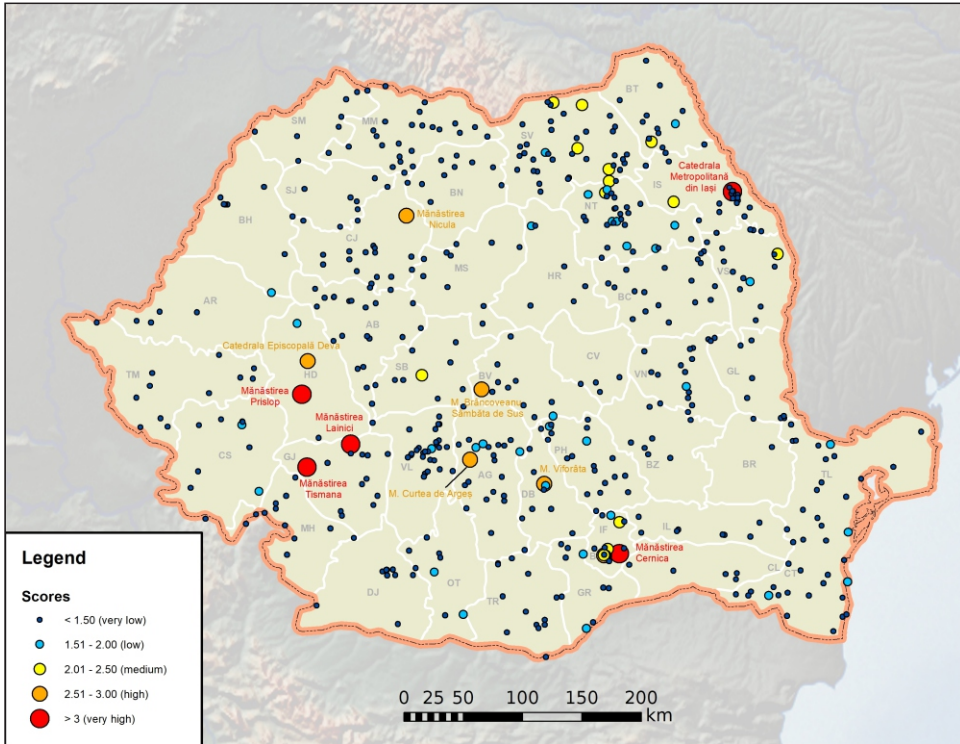 BT
SM
MM
SV
Catedrala
Metropolitană
din Iași
IS
SJ
BN
NT
BH
Mănăstirea
Nicula
CJ
MS
HR
VS
BC
AR
AB
Catedrala Episcopală Deva
SB
BV
CV
VN
GL
TM
HD
Mănăstirea
Prislop
M. Brâncoveanu
Sâmbăta de Sus
Mănăstirea
Lainici
CS
GJ
VL
AG
PH
BZ
BR
TL
Mănăstirea
Tismana
M. Curtea de Argeș
M. Viforâta
DB
MH
IF
IL
Mănăstirea
Cernica
DJ
OT
TR
GR
CL
CT
Legend
Scores
< 1.50 (very low)
1.51 - 2.00 (low)
2.01 - 2.50 (medium)
2.51 - 3.00 (high)
> 3 (very high)
0 25 50 100 150 200
km